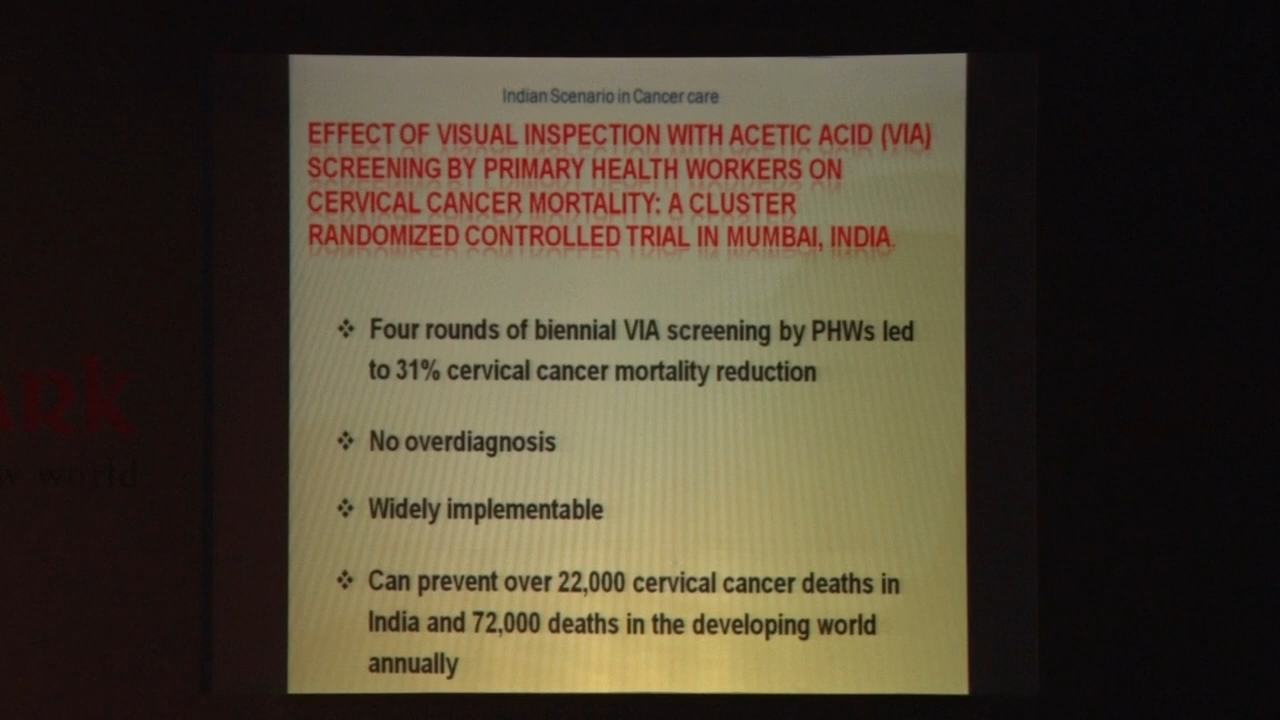 Indian Scenario in Cancer care
EFFECT OF VISUAL INSPECTION WITH ACETIC ACID (VIA)
SCREENING BY PRIMARY HEALTH WORKERS ON
CERVICAL CANCER MORTALITY: A CLUSTER
RANDOMIZED CONTROLLED TRIAL IN MUMBAI, INDIA.
❖ Four rounds of biennial VIA screening by PHWs led
to 31% cervical cancer mortality reduction
❖ No overdiagnosis
❖ Widely implementable
❖ Can prevent over 22,000 cervical cancer deaths in
India and 72,000 deaths in the developing world
annually
world